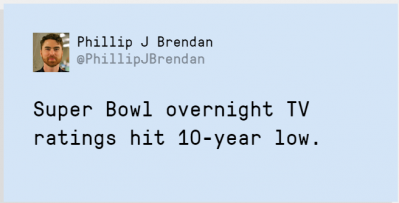 Phillip J Brendan
@PhillipJBrendan
Super Bowl overnight TV
ratings hit 10-year low.